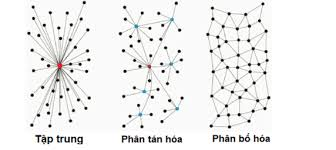 Tập trung
Phân tán hóa
Phân bổ hóa